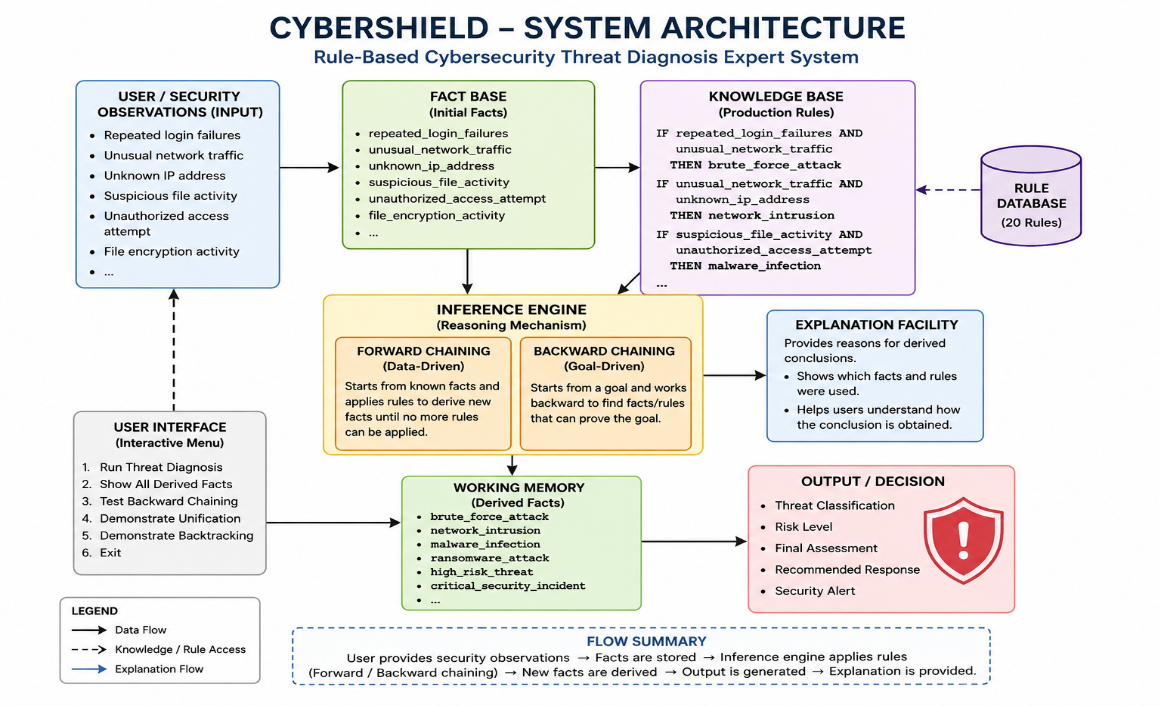 CYBERSHIELD – SYSTEM ARCHITECTURE
Rule-Based Cybersecurity Threat Diagnosis Expert System
USER / SECURITY
OBSERVATIONS (INPUT)
• Repeated login failures
• Unusual network traffic
• Unknown IP address
• Suspicious file activity
• Unauthorized access
attempt
• File encryption activity
• ...
FACT BASE
(Initial Facts)
• repeated_login_failures
• unusual_network_traffic
• unknown_ip_address
• suspicious_file_activity
• unauthorized_access_attempt
• file_encryption_activity
• ...
KNOWLEDGE BASE
(Production Rules)
IF repeated_login_failures AND
unusual_network_traffic
THEN brute_force_attack
IF unusual_network_traffic AND
unknown_ip_address
THEN network_intrusion
IF suspicious_file_activity AND
unauthorized_access_attempt
THEN malware_infection
...
RULE
DATABASE
(20 Rules)
INFERENCE ENGINE
(Reasoning Mechanism)
FORWARD CHAINING
(Data-Driven)
Starts from known facts and
applies rules to derive new
facts until no more rules
can be applied.
BACKWARD CHAINING
(Goal-Driven)
Starts from a goal and works
backward to find facts/rules
that can prove the goal.
EXPLANATION FACILITY
Provides reasons for derived
conclusions.
• Shows which facts and rules
were used.
• Helps users understand how
the conclusion is obtained.
USER INTERFACE
(Interactive Menu)
1. Run Threat Diagnosis
2. Show All Derived Facts
3. Test Backward Chaining
4. Demonstrate Unification
5. Demonstrate Backtracking
6. Exit
WORKING MEMORY
(Derived Facts)
• brute_force_attack
• network_intrusion
• malware_infection
• ransomware_attack
• high_risk_threat
• critical_security_incident
• ...
OUTPUT / DECISION
• Threat Classification
• Risk Level
• Final Assessment
• Recommended Response
• Security Alert
!
LEGEND
Data Flow
Knowledge / Rule Access
Explanation Flow
FLOW SUMMARY
User provides security observations → Facts are stored → Inference engine applies rules
(Forward / Backward chaining) → New facts are derived → Output is generated → Explanation is provided.